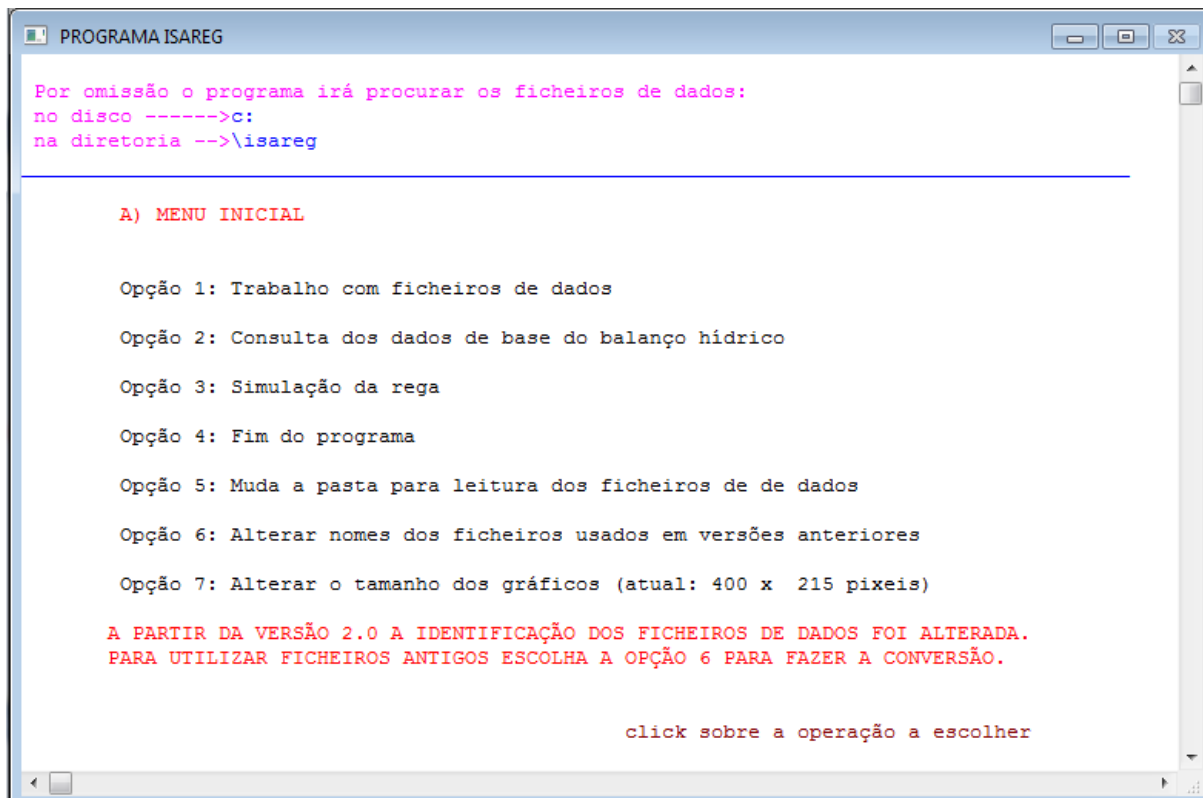 PROGRAMA ISAREG
Por omissão o programa irá procurar os ficheiros de dados:
no disco ------>c:
na diretoria -->\isareg
A) MENU INICIAL
Opção 1: Trabalho com ficheiros de dados
Opção 2: Consulta dos dados de base do balanço hídrico
Opção 3: Simulação da rega
Opção 4: Fim do programa
Opção 5: Muda a pasta para leitura dos ficheiros de de dados
Opção 6: Alterar nomes dos ficheiros usados em versões anteriores
Opção 7: Alterar o tamanho dos gráficos (atual: 400 x  215 pixeis)
A PARTIR DA VERSÃO 2.0 A IDENTIFICAÇÃO DOS FICHEIROS DE DADOS FOI ALTERADA.
PARA UTILIZAR FICHEIROS ANTIGOS ESCOLHA A OPÇÃO 6 PARA FAZER A CONVERSÃO.
click sobre a operação a escolher